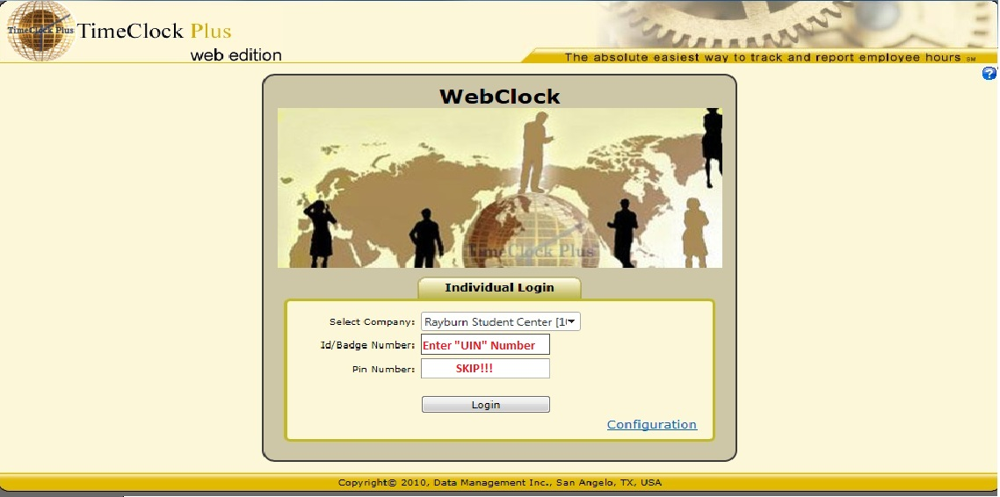 TimeClock Plus
TimeClock Plus
web edition
The absolute easiest way to track and report employee hours SM
?
WebClock
TimeClock Plus
Individual Login
Select Company: Rayburn Student Center [1
Id/Badge Number: Enter "UIN" Number
Pin Number: SKIP!!!
Login
Configuration
Copyright© 2010, Data Management Inc., San Angelo, TX, USA